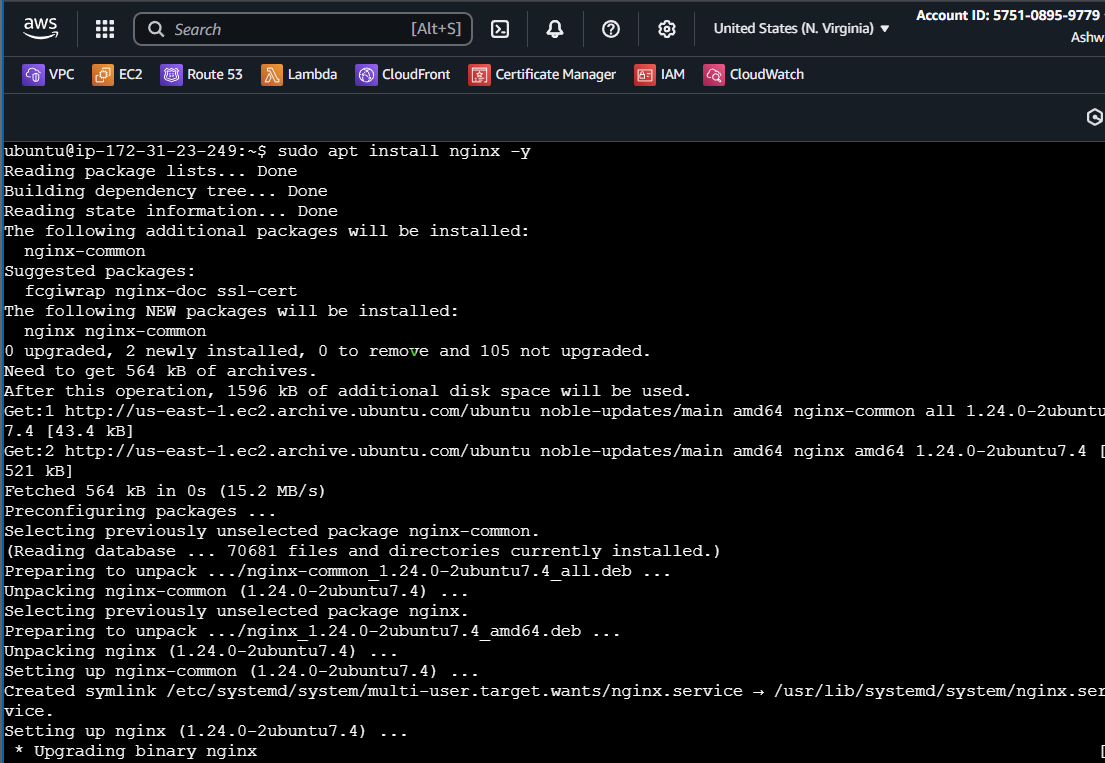 aws
Search [Alt+S]
United States (N. Virginia)
Account ID: 5751-0895-9779
Ashw
VPC EC2 Route 53 Lambda CloudFront Certificate Manager IAM CloudWatch
ubuntu@ip-172-31-23-249:~$ sudo apt install nginx -y
Reading package lists... Done
Building dependency tree... Done
Reading state information... Done
The following additional packages will be installed:
  nginx-common
Suggested packages:
  fcgiwrap nginx-doc ssl-cert
The following NEW packages will be installed:
  nginx nginx-common
0 upgraded, 2 newly installed, 0 to remove and 105 not upgraded.
Need to get 564 kB of archives.
After this operation, 1596 kB of additional disk space will be used.
Get:1 http://us-east-1.ec2.archive.ubuntu.com/ubuntu noble-updates/main amd64 nginx-common all 1.24.0-2ubuntu
7.4 [43.4 kB]
Get:2 http://us-east-1.ec2.archive.ubuntu.com/ubuntu noble-updates/main amd64 nginx amd64 1.24.0-2ubuntu7.4 [
521 kB]
Fetched 564 kB in 0s (15.2 MB/s)
Preconfiguring packages ...
Selecting previously unselected package nginx-common.
(Reading database ... 70681 files and directories currently installed.)
Preparing to unpack .../nginx-common_1.24.0-2ubuntu7.4_all.deb ...
Unpacking nginx-common (1.24.0-2ubuntu7.4) ...
Selecting previously unselected package nginx.
Preparing to unpack .../nginx_1.24.0-2ubuntu7.4_amd64.deb ...
Unpacking nginx (1.24.0-2ubuntu7.4) ...
Setting up nginx-common (1.24.0-2ubuntu7.4) ...
Created symlink /etc/systemd/system/multi-user.target.wants/nginx.service → /usr/lib/systemd/system/nginx.ser
vice.
Setting up nginx (1.24.0-2ubuntu7.4) ...
 * Upgrading binary nginx [